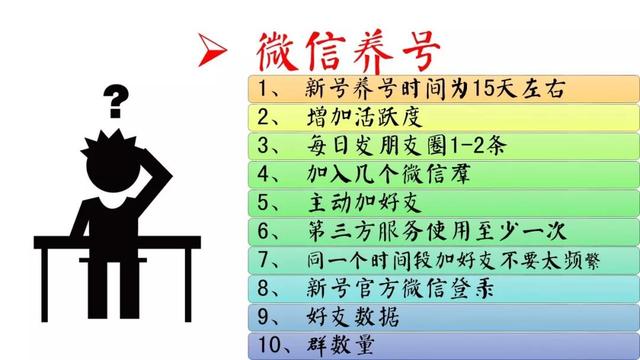 ?
➢ 微信养号
1、 新号养号时间为15天左右
2、 增加活跃度
3、 每日发朋友圈1-2条
4、 加入几个微信群
5、 主动加好友
6、 第三方服务使用至少一次
7、 同一个时间段加好友不要太频繁
8、 新号官方微信登录
9、 好友数据
10、 群数量